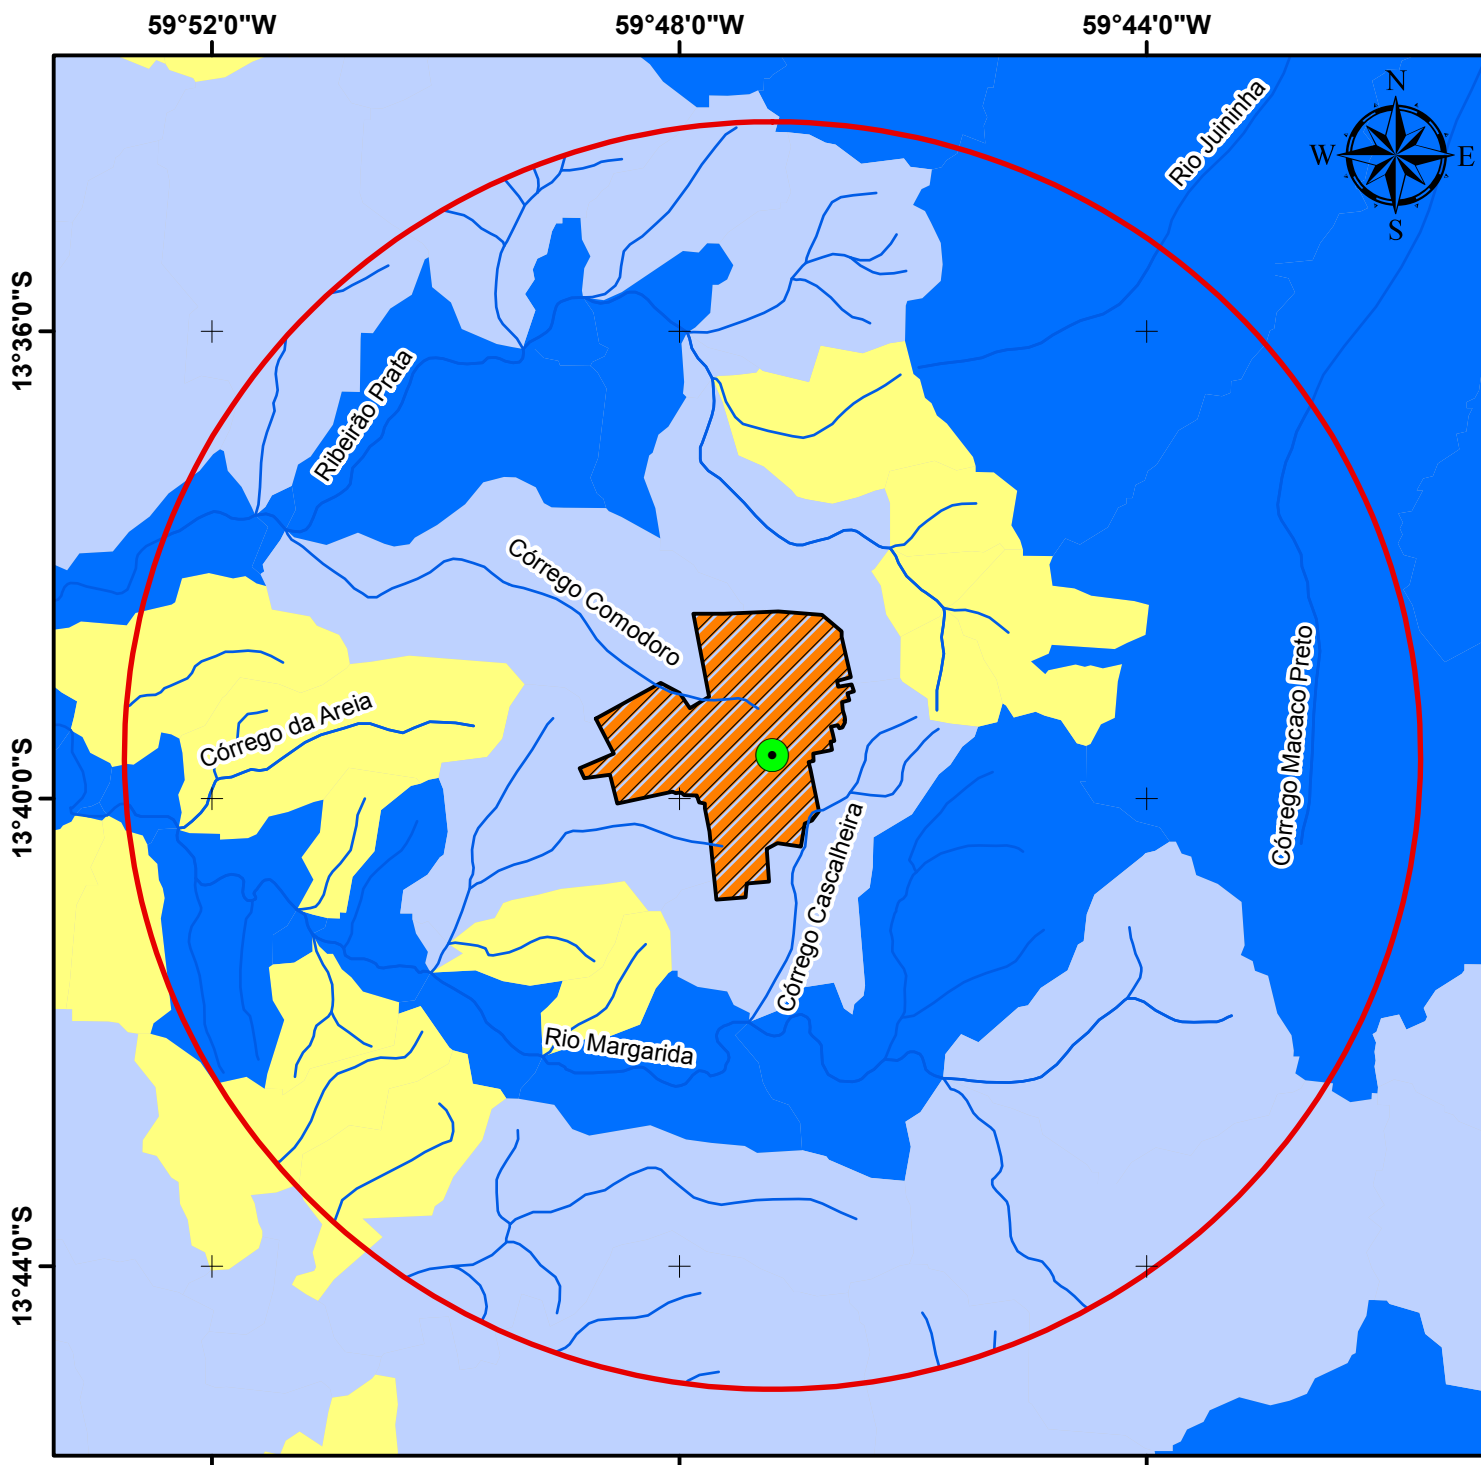 59°52'0"W
59°48'0"W
59°44'0"W
N
W
E
S
Rio Juininha
13°36'0"S
Ribeirão Prata
Córrego Comodoro
Córrego Macaco Preto
Córrego da Areia
13°40'0"S
Córrego Cascalheira
Rio Margarida
13°44'0"S